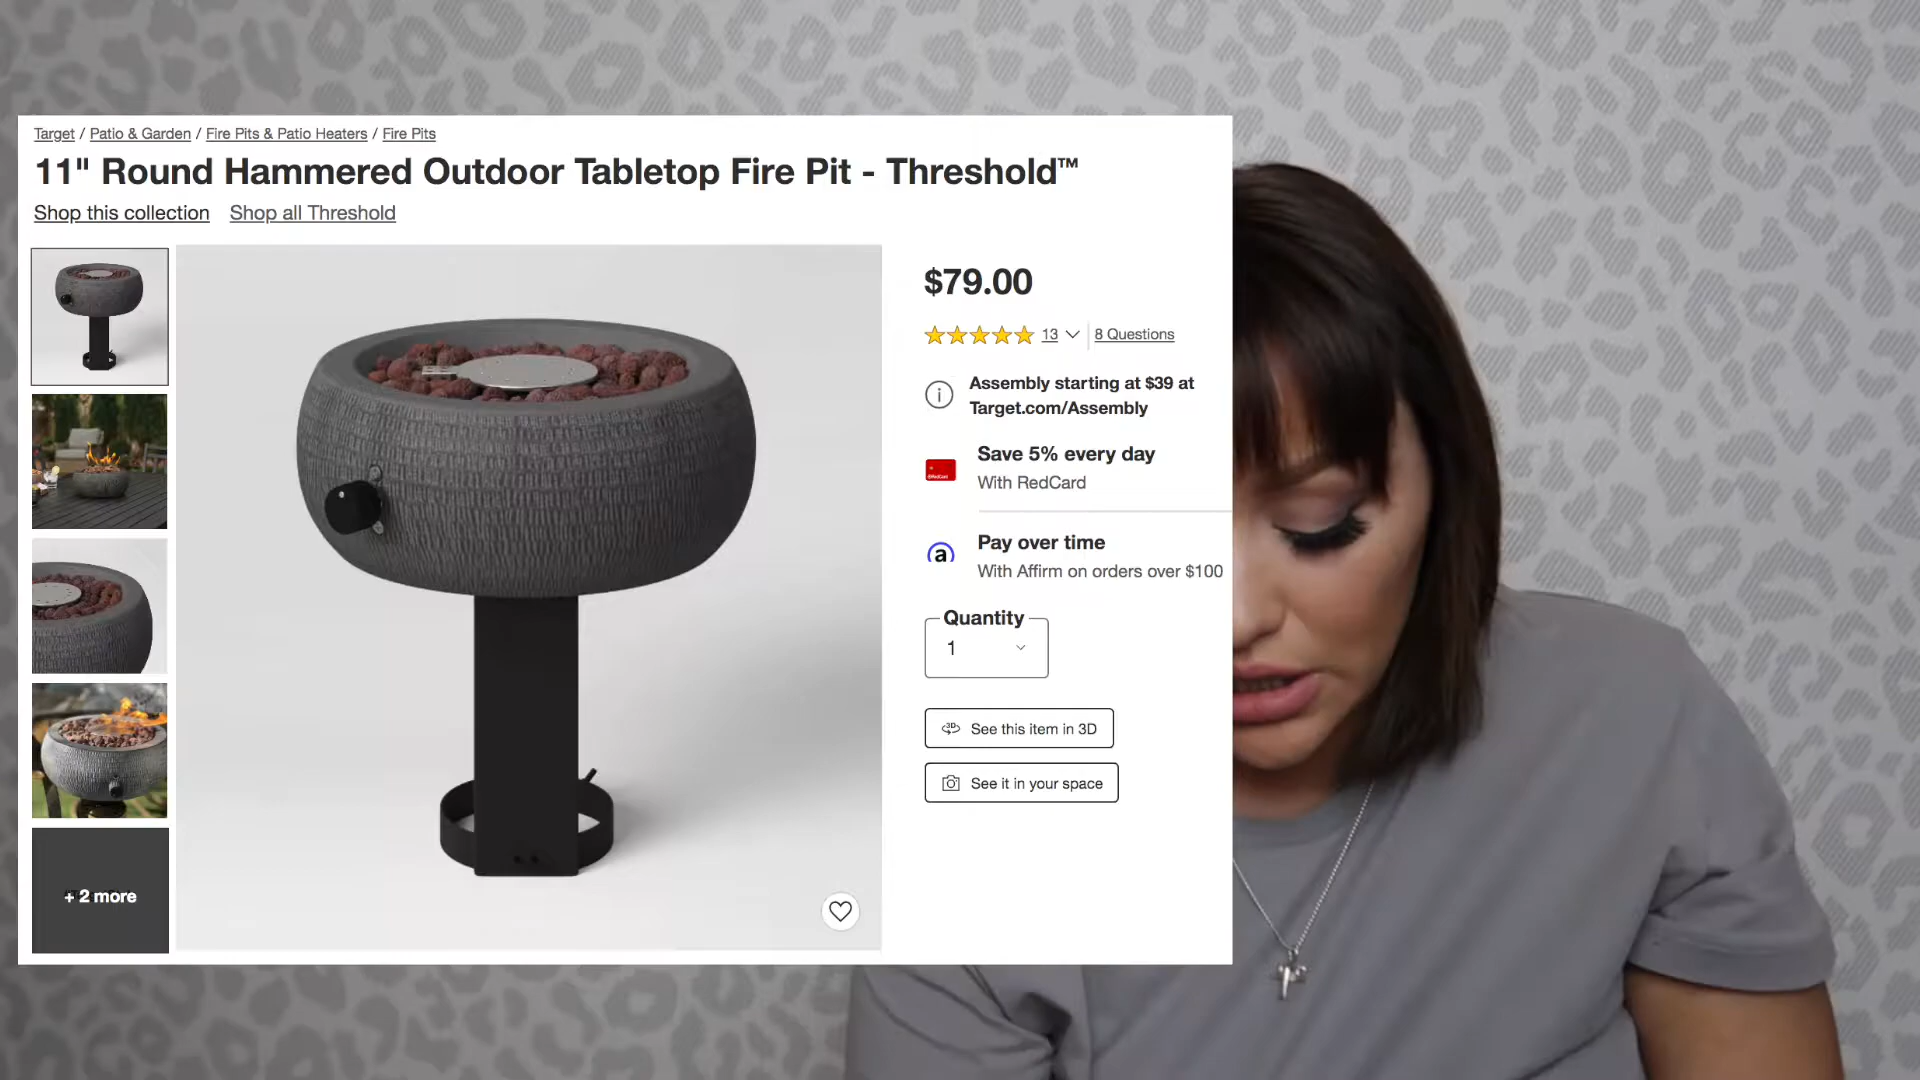 Target / Patio & Garden / Fire Pits & Patio Heaters / Fire Pits
11" Round Hammered Outdoor Tabletop Fire Pit - Threshold™
Shop this collection Shop all Threshold
$79.00
13 8 Questions
Assembly starting at $39 at
Target.com/Assembly
Save 5% every day
With RedCard
a Pay over time
With Affirm on orders over $100
Quantity
1
3D See this item in 3D
See it in your space
+ 2 more